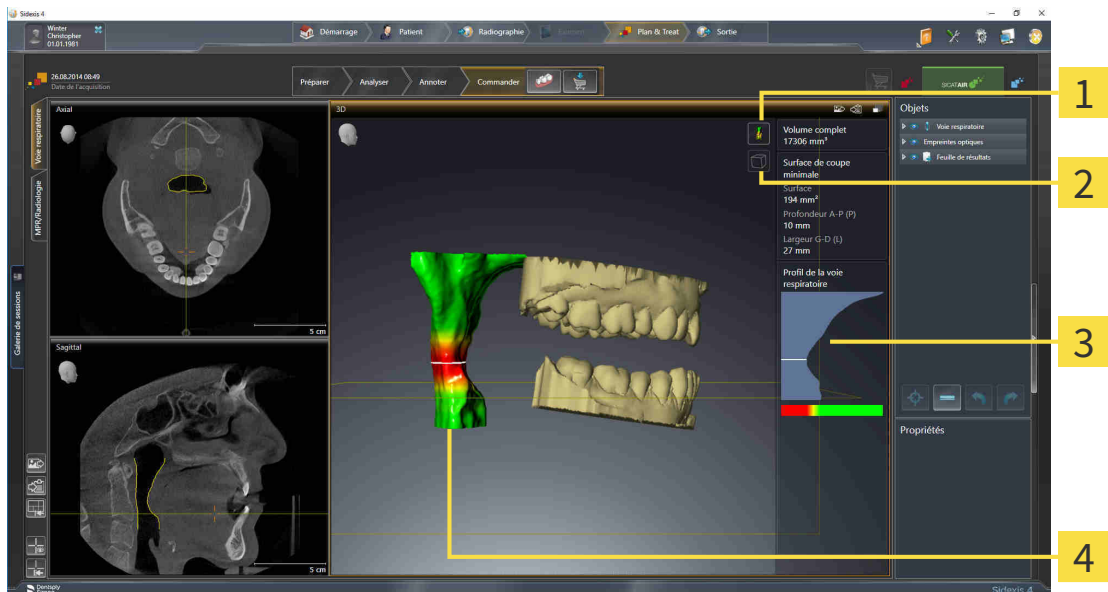 Sidexis 4
Winter
Christopher
01.01.1981
Démarrage
Patient
Radiographie
Examen
Plan & Treat
Sortie
26.08.2014 08:49
Date de l'acquisition
Préparer
Analyser
Annoter
Commander
SICAT AIR
Voie respiratoire
MPR/Radiologie
Galerie de sessions
Axial
5 cm
Sagittal
5 cm
3D
Volume complet
17306 mm³
Surface de coupe
minimale
Surface
194 mm²
Profondeur A-P (P)
10 mm
Largeur G-D (L)
27 mm
Profil de la voie
respiratoire
Objets
Voie respiratoire
Empreintes optiques
Feuille de résultats
Propriétés
1
2
3
4
Dentsply
Sirona
Sidexis 4